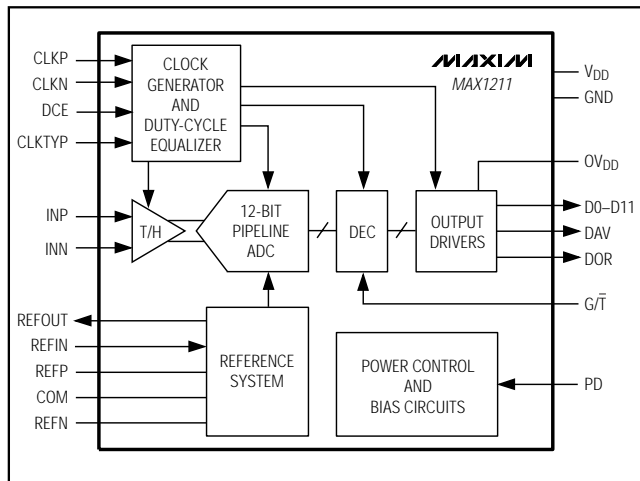 CLKP
CLKN
DCE
CLKTYP
CLOCK
GENERATOR
AND
DUTY-CYCLE
EQUALIZER
MAXIM
MAX1211
VDD
GND
OVDD
INP
INN
T/H
12-BIT
PIPELINE
ADC
DEC
OUTPUT
DRIVERS
D0–D11
DAV
DOR
G/T̅
REFOUT
REFIN
REFP
COM
REFN
REFERENCE
SYSTEM
POWER CONTROL
AND
BIAS CIRCUITS
PD